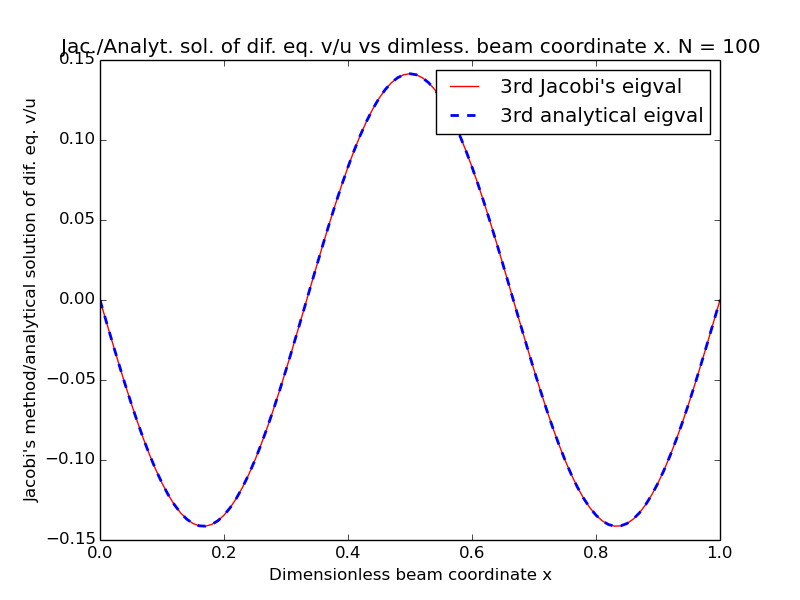 Jac./Analyt. sol. of dif. eq. v/u vs dimless. beam coordinate x. N = 100
3rd Jacobi's eigval
3rd analytical eigval
Jacobi's method/analytical solution of dif. eq. v/u
0.15
0.10
0.05
0.00
−0.05
−0.10
−0.15
0.0 0.2 0.4 0.6 0.8 1.0
Dimensionless beam coordinate x